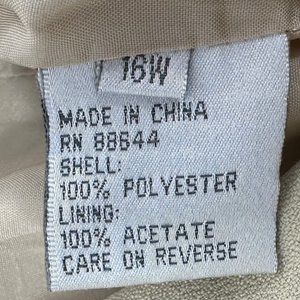 16W
MADE IN CHINA
RN 88644
SHELL:
100% POLYESTER
LINING:
100% ACETATE
CARE ON REVERSE